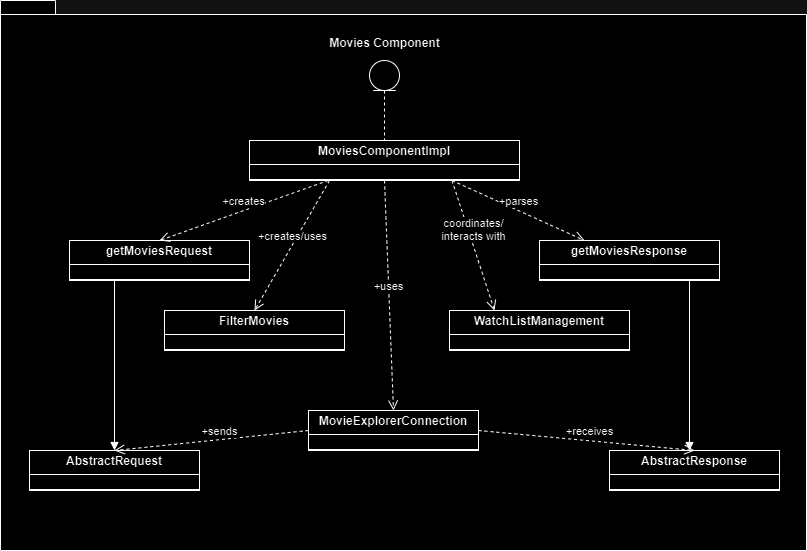 Movies Component
MoviesComponentImpl
+creates
+parses
+creates/uses
coordinates/
interacts with
getMoviesRequest
getMoviesResponse
+uses
FilterMovies
WatchListManagement
MovieExplorerConnection
+sends
+receives
AbstractRequest
AbstractResponse